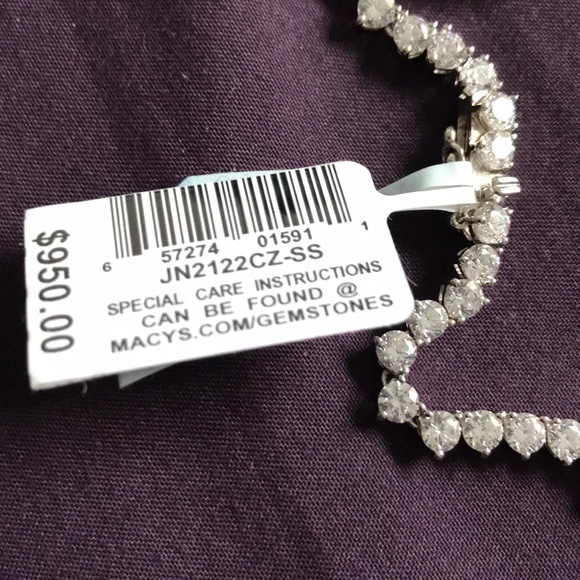 $950.00
6 57274 01591 1
JN2122CZ-SS
SPECIAL CARE INSTRUCTIONS
CAN BE FOUND @
MACYS.COM/GEMSTONES